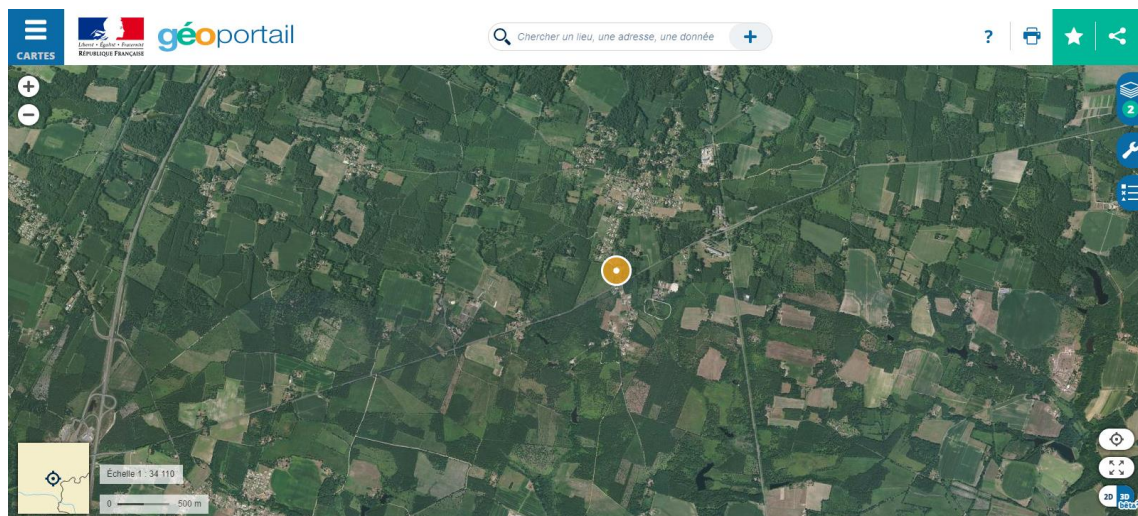 CARTES
Liberté • Égalité • Fraternité
RÉPUBLIQUE FRANÇAISE
géoportail
Chercher un lieu, une adresse, une donnée
+
?
+
−
2
Échelle 1 : 34 110
0 500 m
2D 3D
bêta